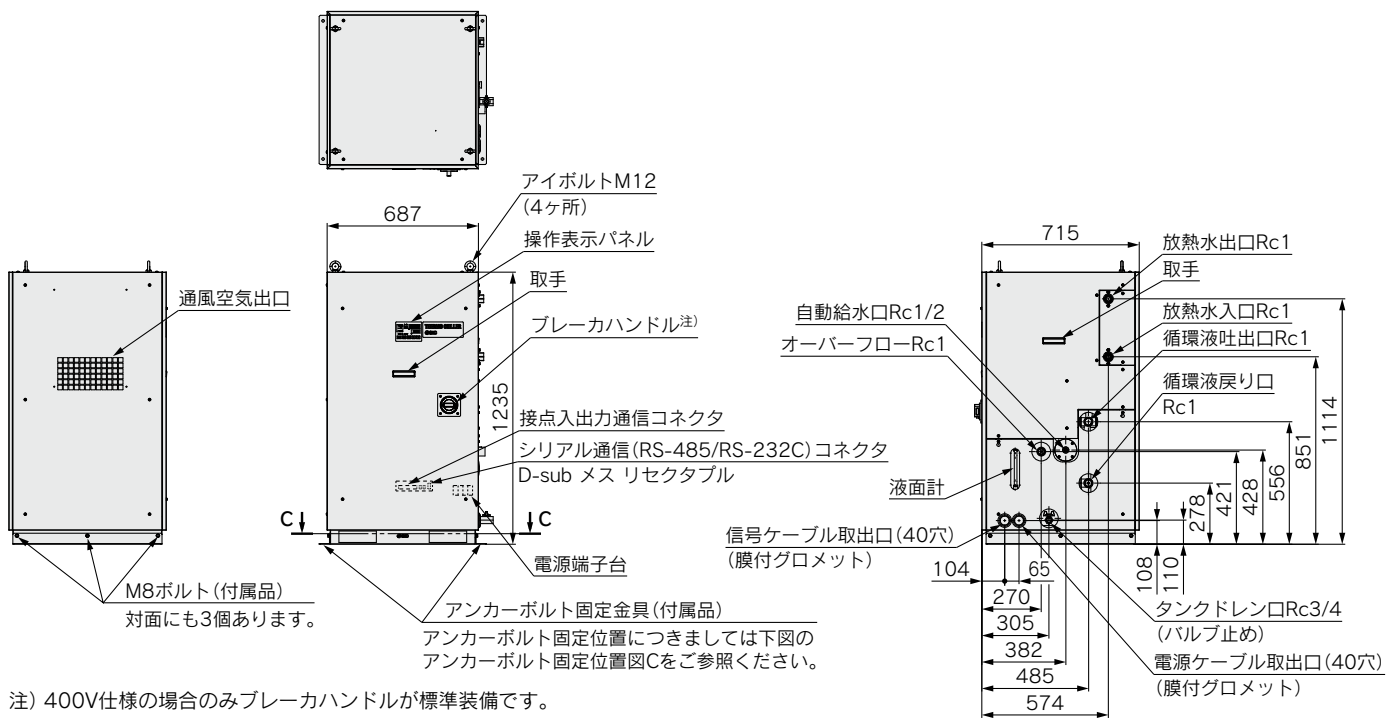 アイボルトM12
(4ヶ所)
687
操作表示パネル
取手
ブレーカハンドル注)
1235
接点入出力通信コネクタ
シリアル通信(RS-485/RS-232C)コネクタ
D-sub メス リセクタプル
通風空気出口
C
C
電源端子台
M8ボルト(付属品)
対面にも3個あります。
アンカーボルト固定金具(付属品)
アンカーボルト固定位置につきましては下図の
アンカーボルト固定位置図Cをご参照ください。
注) 400V仕様の場合のみブレーカハンドルが標準装備です。
715
放熱水出口Rc1
取手
自動給水口Rc1/2
放熱水入口Rc1
オーバーフローRc1
循環液吐出口Rc1
循環液戻り口
Rc1
液面計
278
421
428
556
851
1114
信号ケーブル取出口(40穴)
(膜付グロメット)
108
110
104
65
270
305
382
485
574
タンクドレン口Rc3/4
(バルブ止め)
電源ケーブル取出口(40穴)
(膜付グロメット)